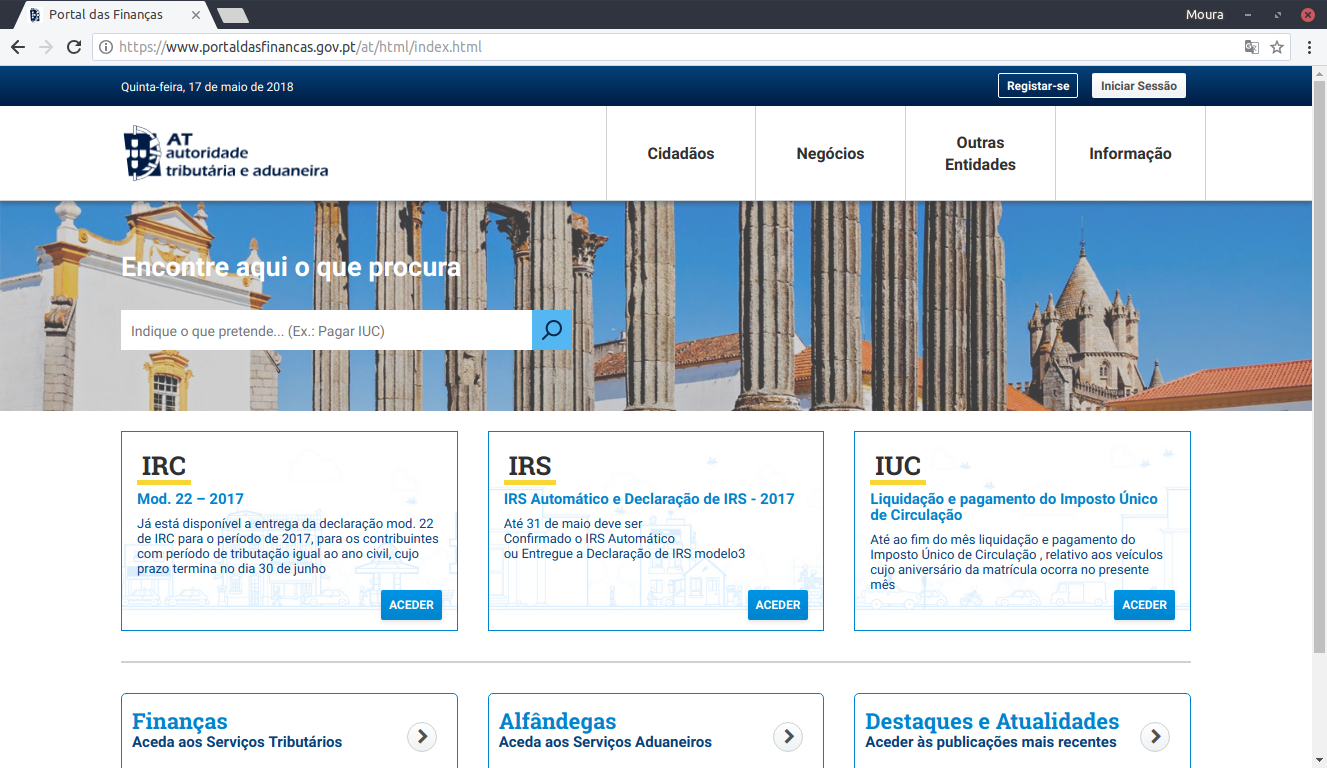 Portal das Finanças
Moura
https://www.portaldasfinancas.gov.pt/at/html/index.html
Quinta-feira, 17 de maio de 2018
Registar-se
Iniciar Sessão
AT
autoridade
tributária e aduaneira
Cidadãos
Negócios
Outras
Entidades
Informação
Encontre aqui o que procura
Indique o que pretende... (Ex.: Pagar IUC)
IRC
Mod. 22 – 2017
Já está disponível a entrega da declaração mod. 22
de IRC para o período de 2017, para os contribuintes
com período de tributação igual ao ano civil, cujo
prazo termina no dia 30 de junho
ACEDER
IRS
IRS Automático e Declaração de IRS - 2017
Até 31 de maio deve ser
Confirmado o IRS Automático
ou Entregue a Declaração de IRS modelo3
ACEDER
IUC
Liquidação e pagamento do Imposto Único
de Circulação
Até ao fim do mês liquidação e pagamento do
Imposto Único de Circulação , relativo aos veículos
cujo aniversário da matrícula ocorra no presente
mês
ACEDER
Finanças
Aceda aos Serviços Tributários
Alfândegas
Aceda aos Serviços Aduaneiros
Destaques e Atualidades
Aceder às publicações mais recentes